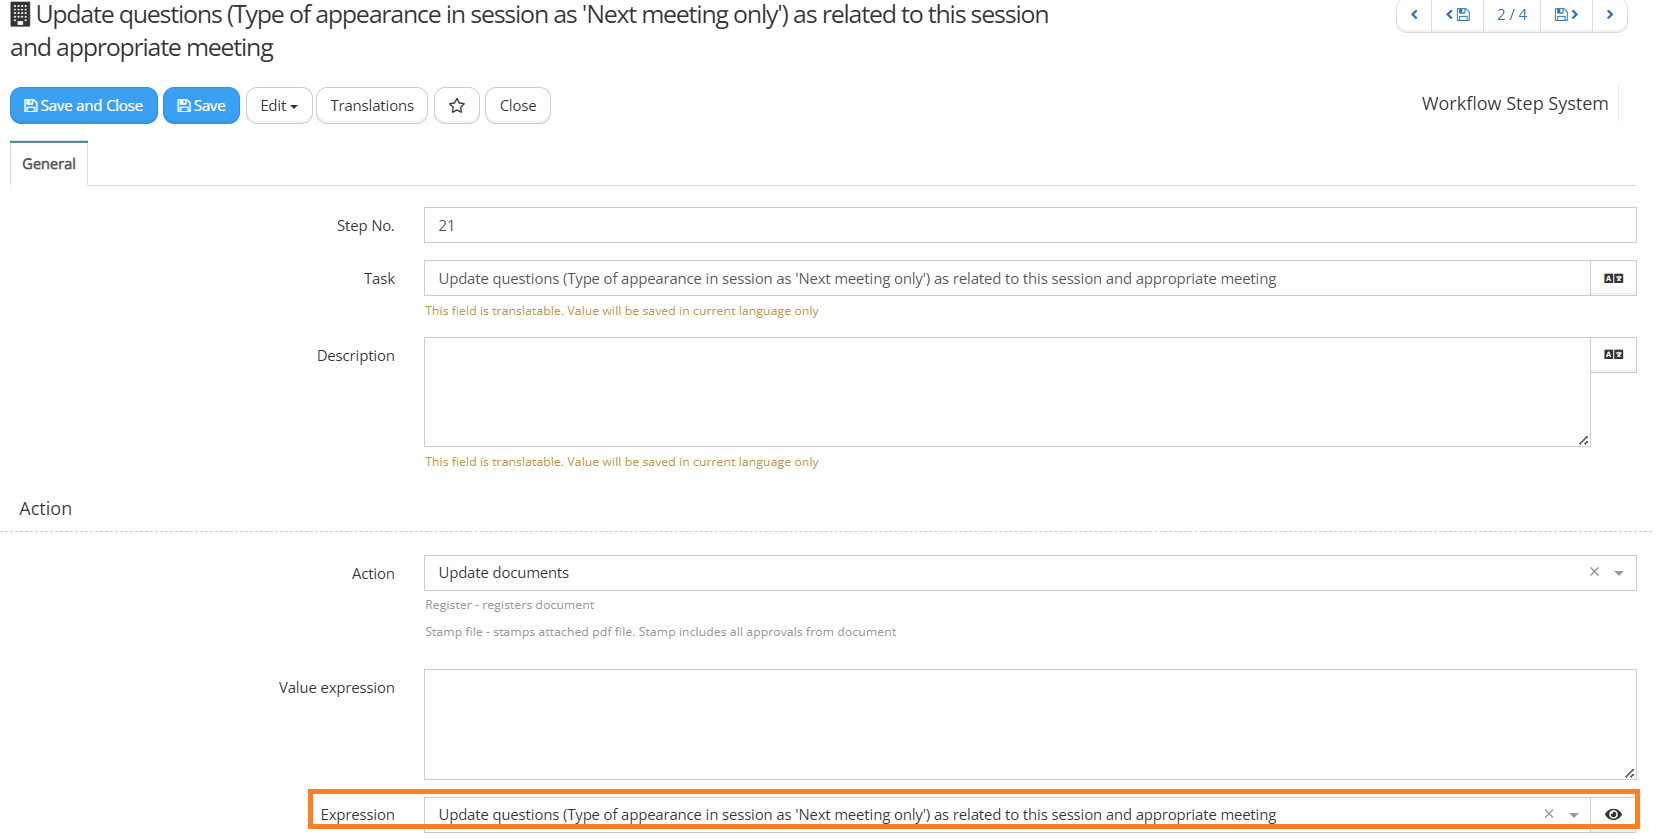 Update questions (Type of appearance in session as 'Next meeting only') as related to this session
and appropriate meeting
2 / 4
Save and Close
Save
Edit
Translations
Close
Workflow Step System
General
Step No.
21
Task
Update questions (Type of appearance in session as 'Next meeting only') as related to this session and appropriate meeting
This field is translatable. Value will be saved in current language only
Description
This field is translatable. Value will be saved in current language only
Action
Action
Update documents
Register - registers document
Stamp file - stamps attached pdf file. Stamp includes all approvals from document
Value expression
Expression
Update questions (Type of appearance in session as 'Next meeting only') as related to this session and appropriate meeting